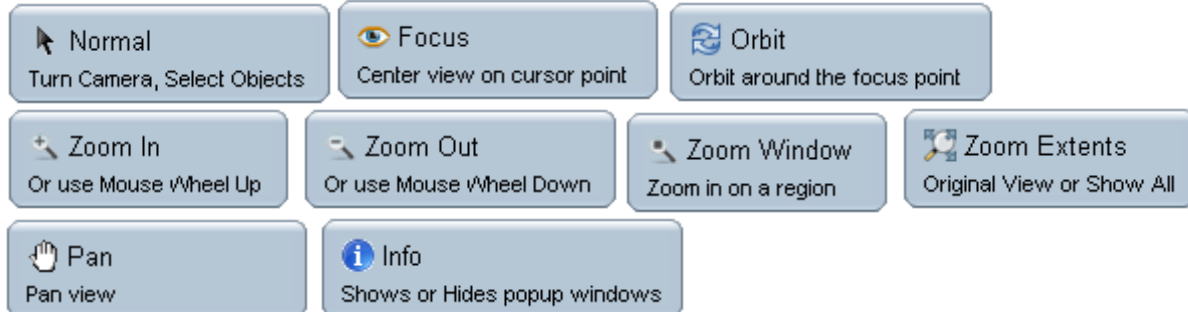 Normal
Turn Camera, Select Objects
Focus
Center view on cursor point
Orbit
Orbit around the focus point
Zoom In
Or use Mouse Wheel Up
Zoom Out
Or use Mouse Wheel Down
Zoom Window
Zoom in on a region
Zoom Extents
Original View or Show All
Pan
Pan view
Info
Shows or Hides popup windows